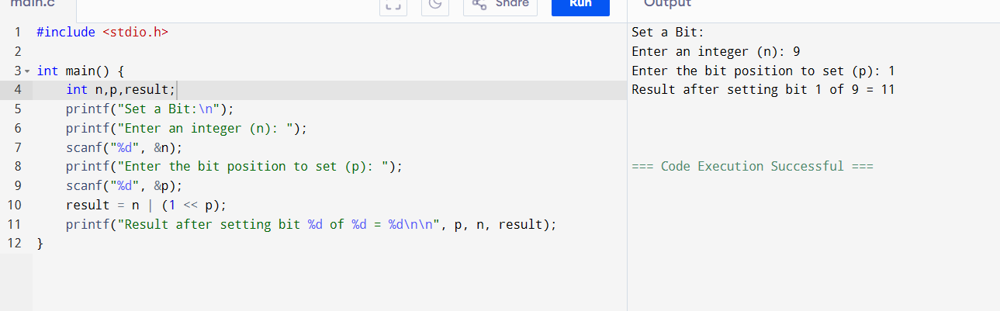 main.c
Share
Run
Output
1 #include <stdio.h>
2
3 int main() {
4     int n,p,result;
5     printf("Set a Bit:\n");
6     printf("Enter an integer (n): ");
7     scanf("%d", &n);
8     printf("Enter the bit position to set (p): ");
9     scanf("%d", &p);
10     result = n | (1 << p);
11     printf("Result after setting bit %d of %d = %d\n\n", p, n, result);
12 }
Set a Bit:
Enter an integer (n): 9
Enter the bit position to set (p): 1
Result after setting bit 1 of 9 = 11
=== Code Execution Successful ===